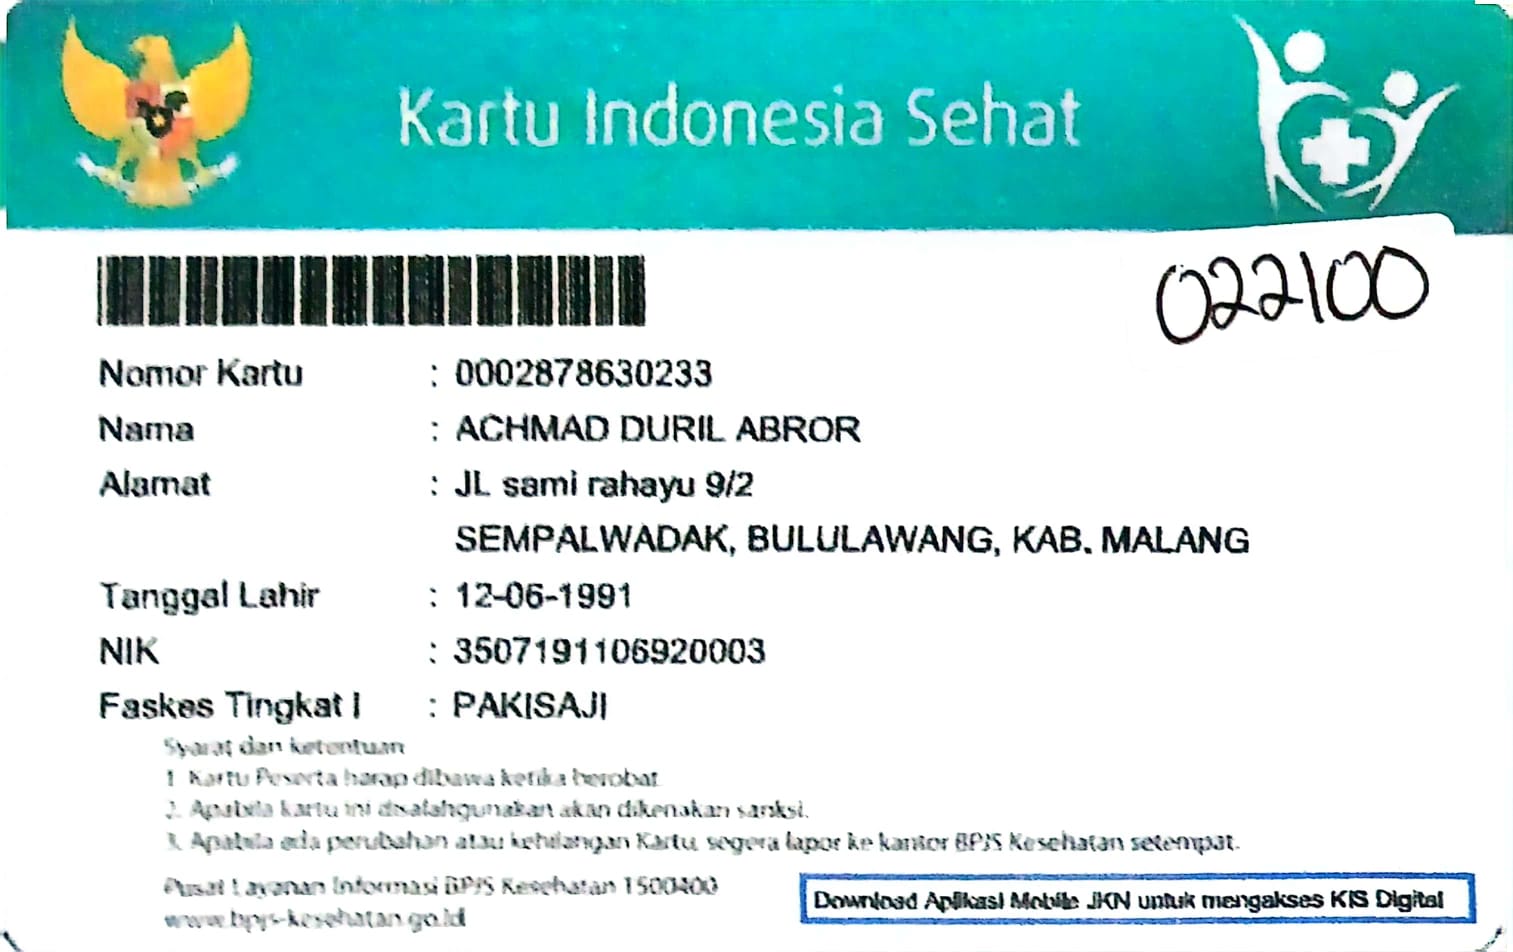 Kartu Indonesia Sehat
022100
Nomor Kartu : 0002878630233
Nama : ACHMAD DURIL ABROR
Alamat : JL sami rahayu 9/2
SEMPALWADAK, BULULAWANG, KAB. MALANG
Tanggal Lahir : 12-06-1991
NIK : 3507191106920003
Faskes Tingkat I : PAKISAJI
Syarat dan ketentuan
1. Kartu Peserta harap dibawa ketika berobat
2. Apabila kartu ini disalahgunakan akan dikenakan sanksi.
3. Apabila ada perubahan atau kehilangan Kartu, segera lapor ke kantor BPJS Kesehatan setempat.
Pusat Layanan Informasi BPJS Kesehatan 1500400
www.bpjs-kesehatan.go.id
Download Aplikasi Mobile JKN untuk mengakses KIS Digital